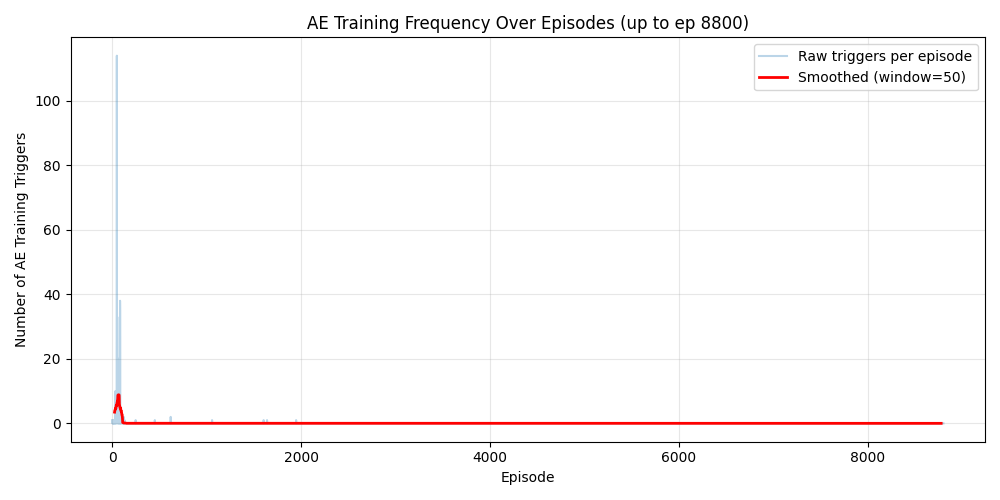 AE Training Frequency Over Episodes (up to ep 8800)
Raw triggers per episode
Smoothed (window=50)
Number of AE Training Triggers
100
80
60
40
20
0
0 2000 4000 6000 8000
Episode